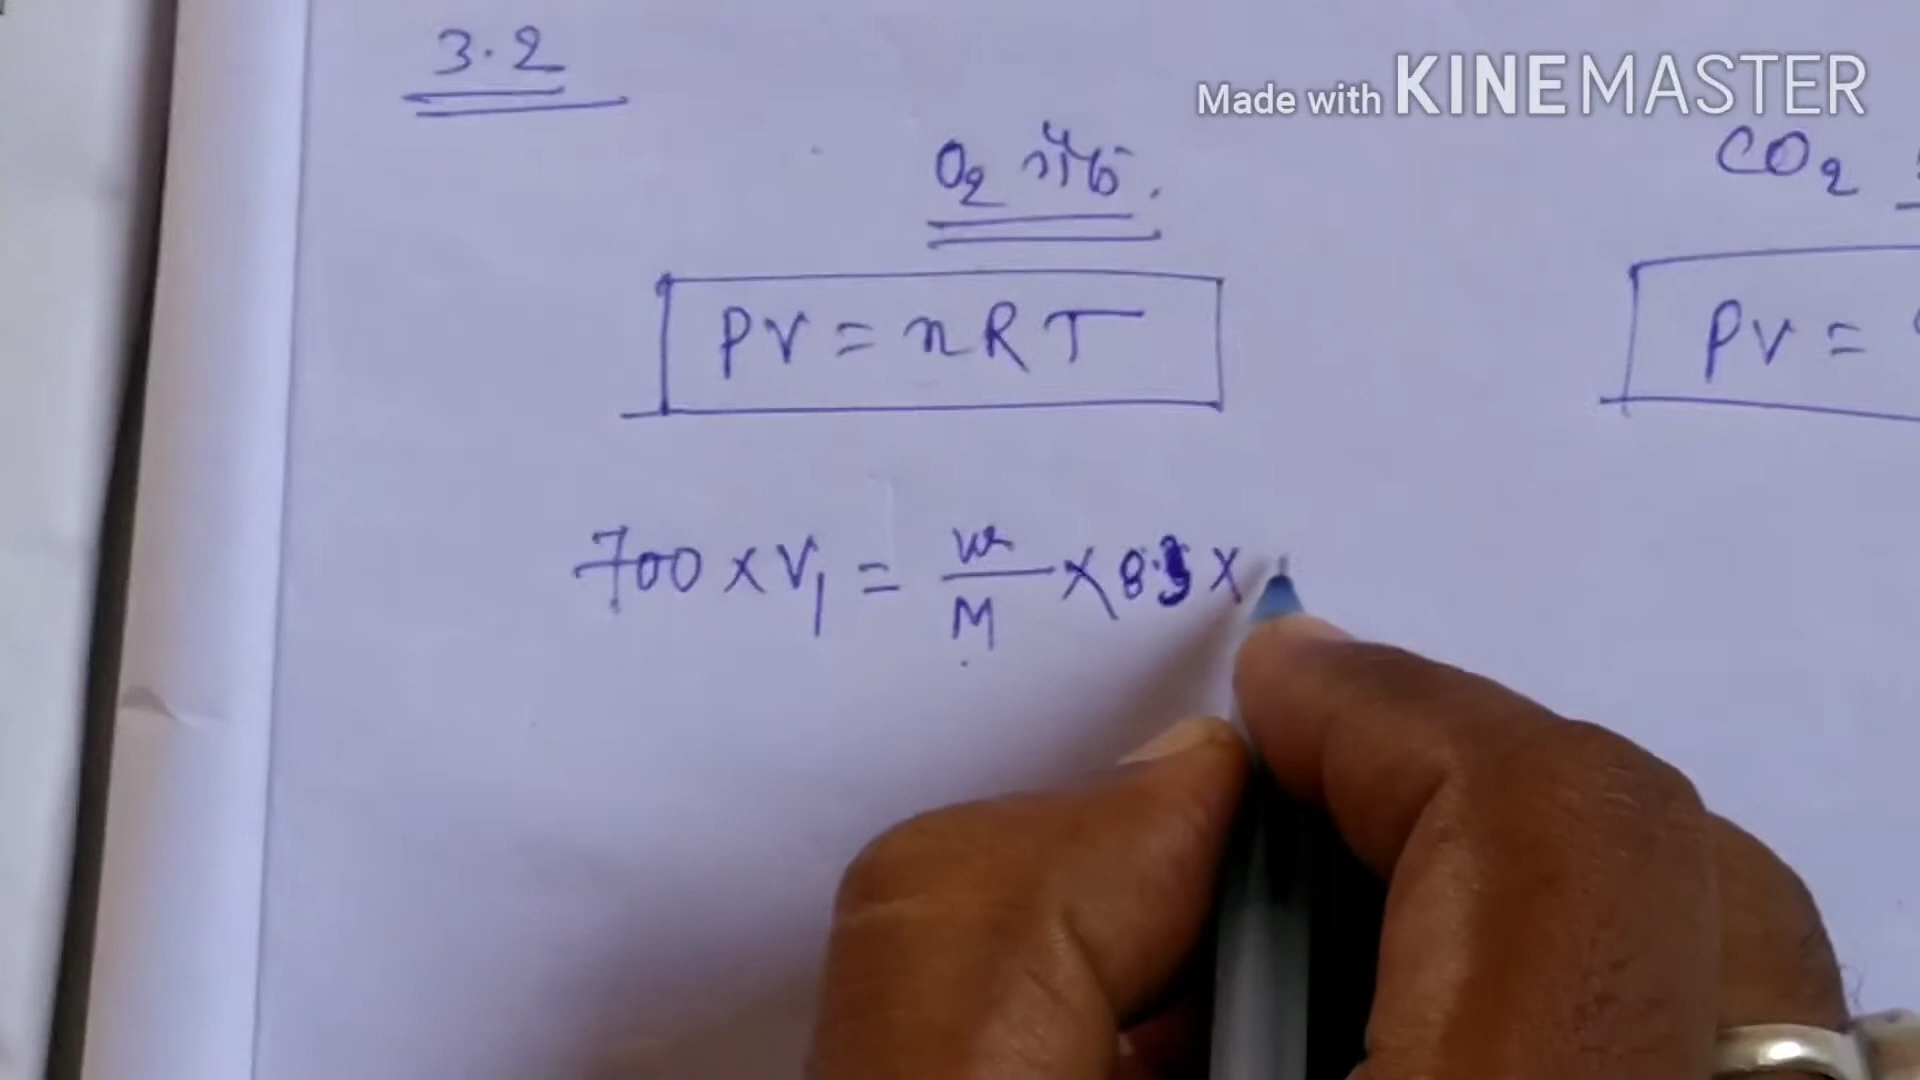 3.2
Made with KINEMASTER
O₂
CO₂
PV = nRT
PV =
700 × V₁ = w/M × 8.3 ×